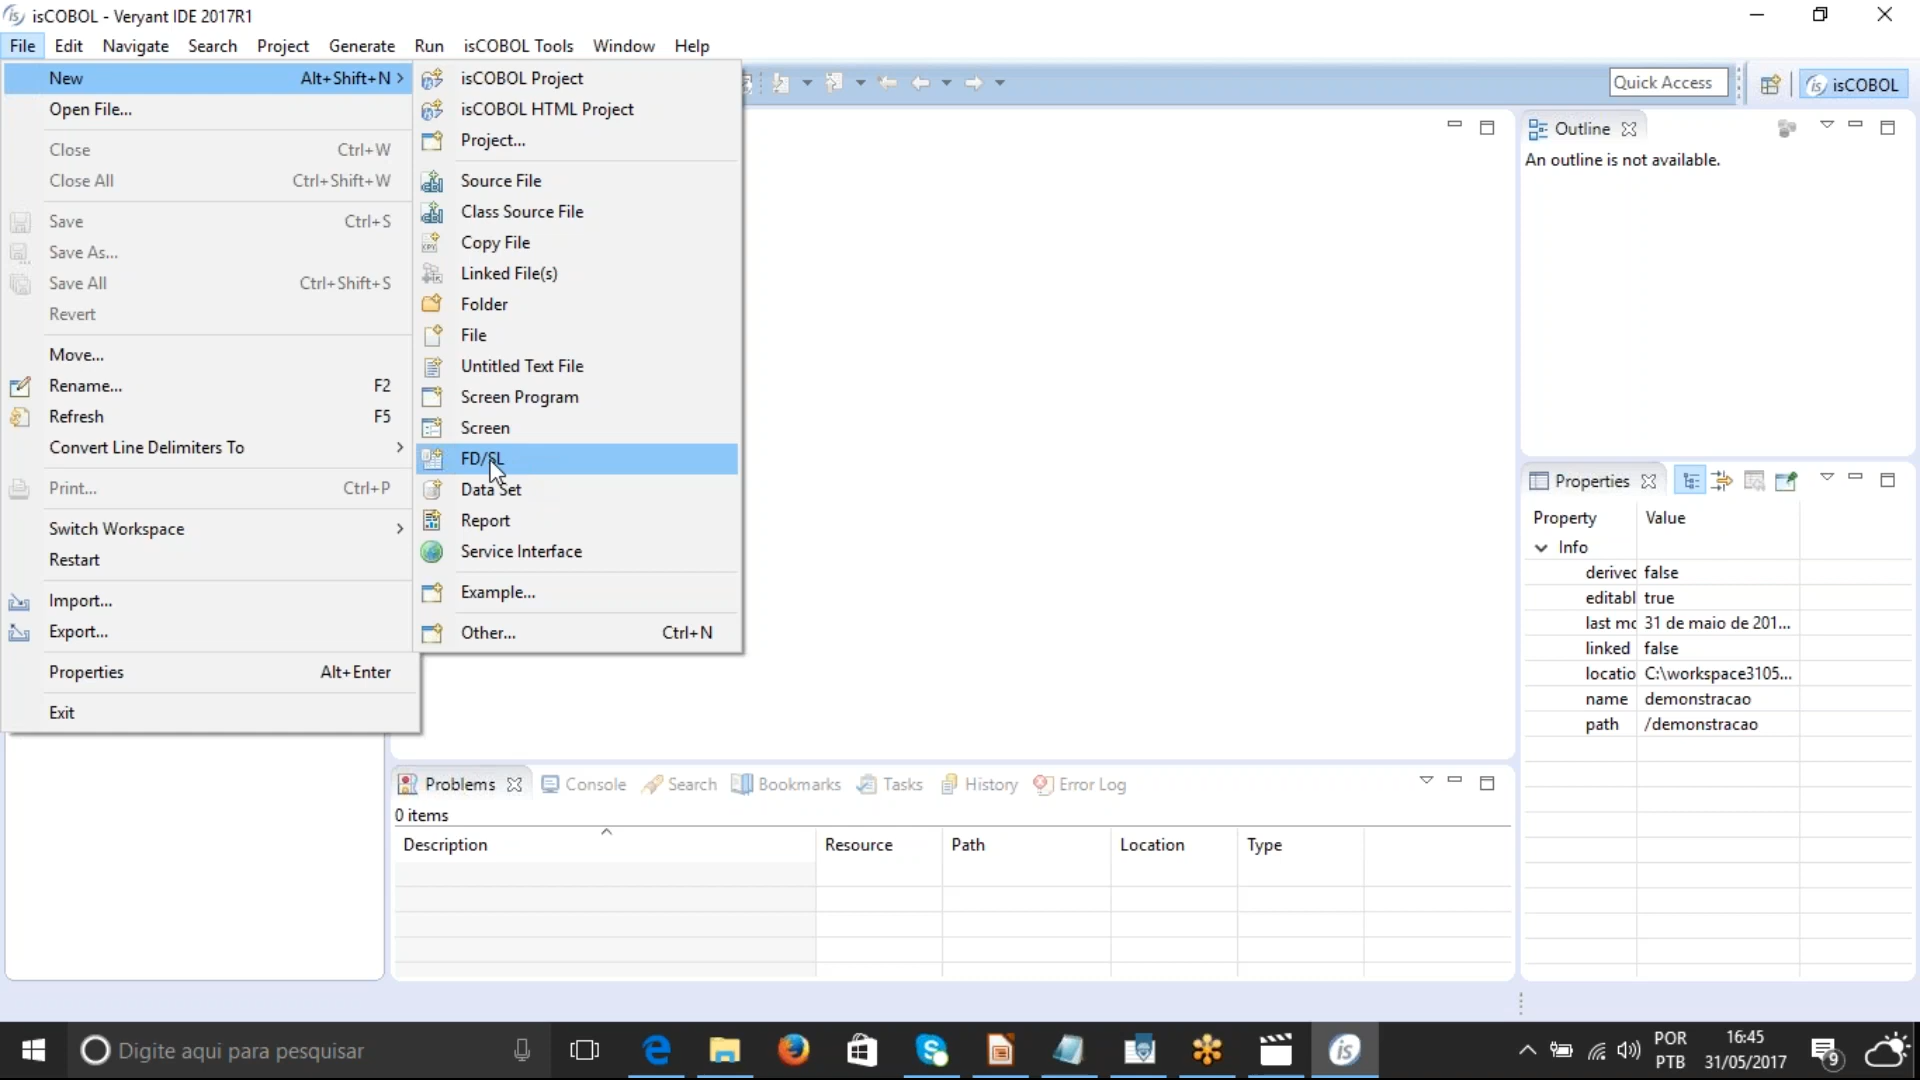 isCOBOL - Veryant IDE 2017R1
File Edit Navigate Search Project Generate Run isCOBOL Tools Window Help
New Alt+Shift+N
Open File...
Close Ctrl+W
Close All Ctrl+Shift+W
Save Ctrl+S
Save As...
Save All Ctrl+Shift+S
Revert
Move...
Rename... F2
Refresh F5
Convert Line Delimiters To
Print... Ctrl+P
Switch Workspace
Restart
Import...
Export...
Properties Alt+Enter
Exit
isCOBOL Project
isCOBOL HTML Project
Project...
Source File
Class Source File
Copy File
Linked File(s)
Folder
File
Untitled Text File
Screen Program
Screen
FD/SL
Data Set
Report
Service Interface
Example...
Other... Ctrl+N
Quick Access
isCOBOL
Outline
An outline is not available.
Properties
Property Value
Info
derivec false
editabl true
last mc 31 de maio de 201...
linked false
locatio C:\workspace3105...
name demonstracao
path /demonstracao
Problems Console Search Bookmarks Tasks History Error Log
0 items
Description Resource Path Location Type
Digite aqui para pesquisar
POR
PTB
16:45
31/05/2017
9